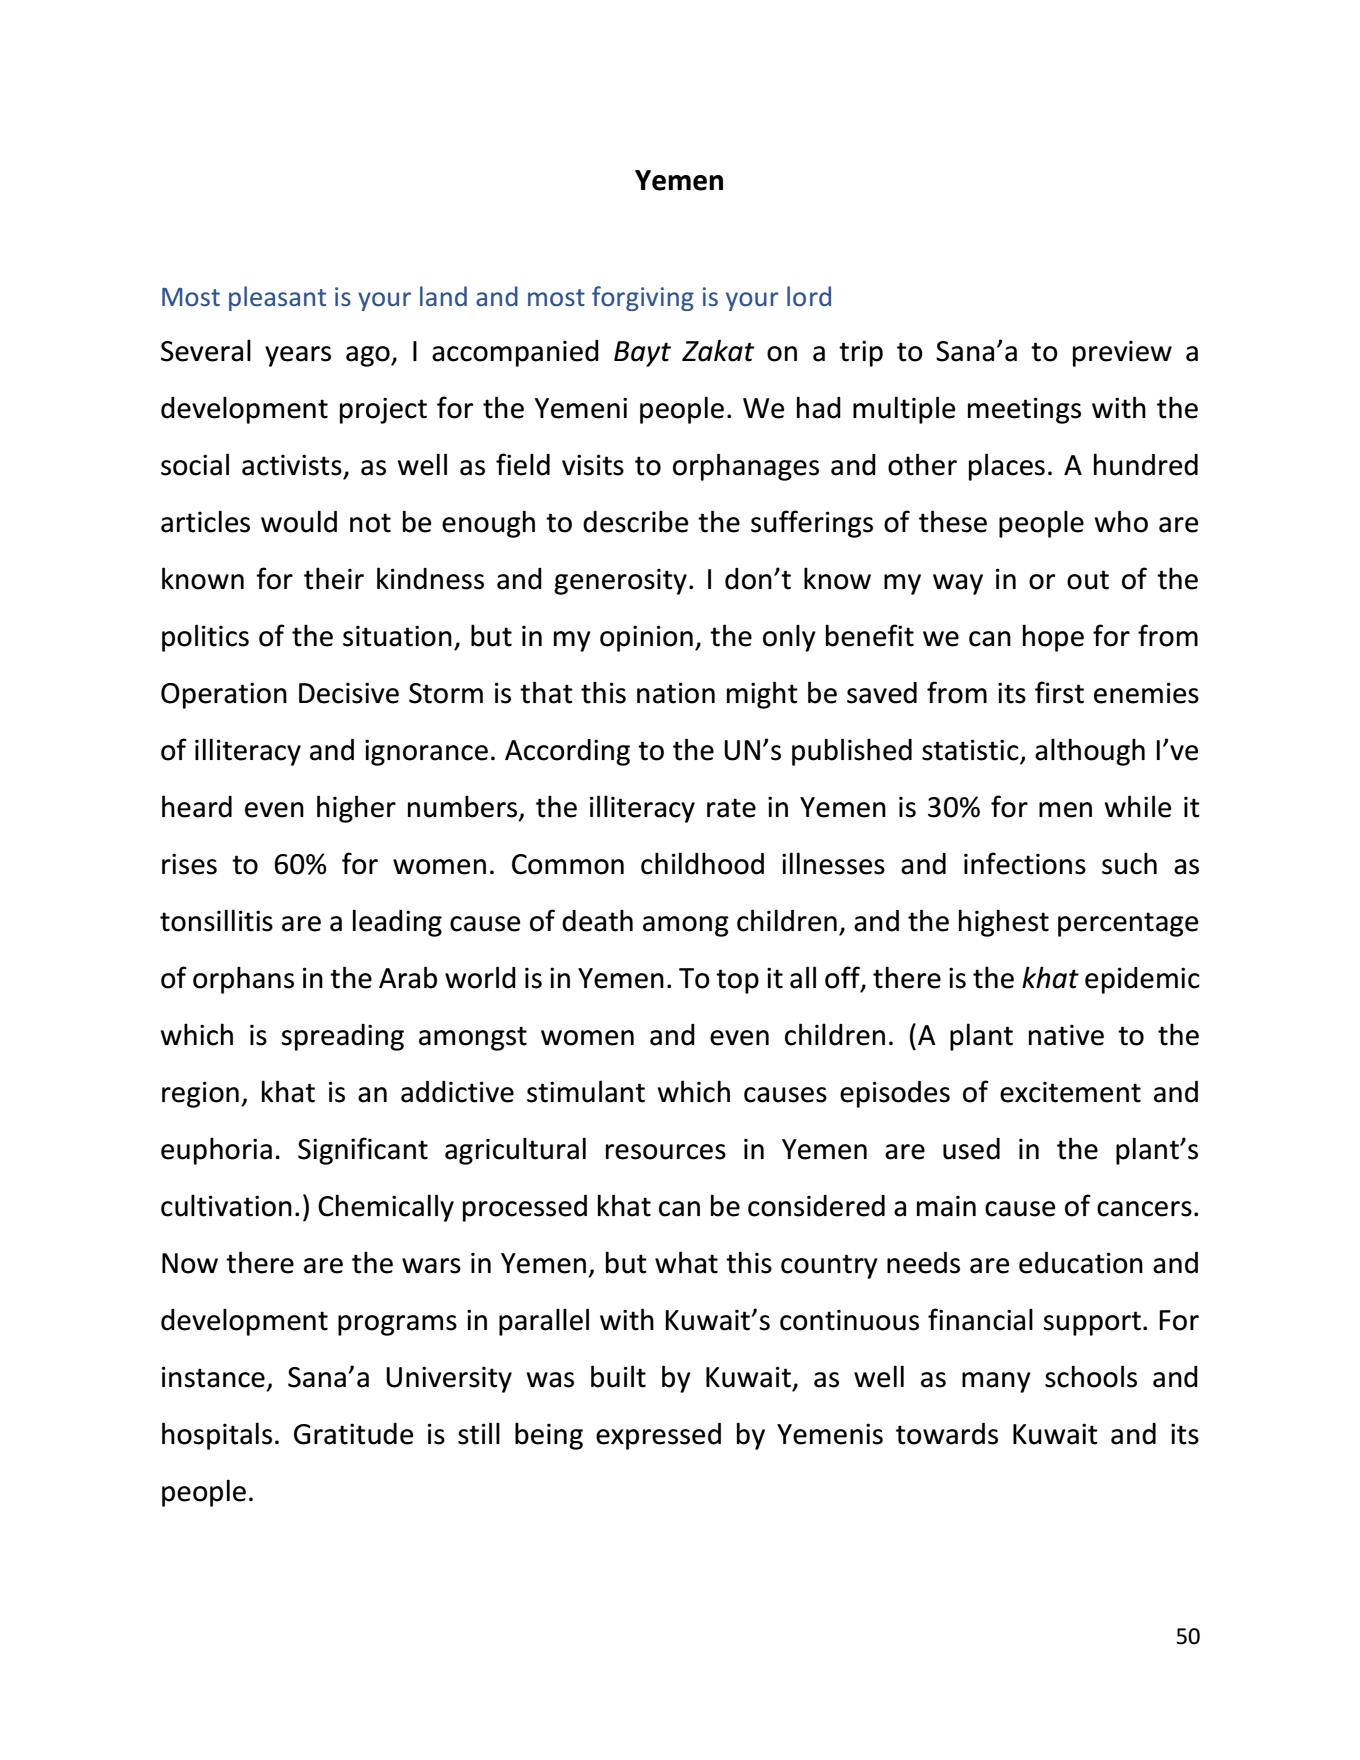 Yemen
Most pleasant is your land and most forgiving is your lord
Several years ago, I accompanied Bayt Zakat on a trip to Sana’a to preview a
development project for the Yemeni people. We had multiple meetings with the
social activists, as well as field visits to orphanages and other places. A hundred
articles would not be enough to describe the sufferings of these people who are
known for their kindness and generosity. I don’t know my way in or out of the
politics of the situation, but in my opinion, the only benefit we can hope for from
Operation Decisive Storm is that this nation might be saved from its first enemies
of illiteracy and ignorance. According to the UN’s published statistic, although I’ve
heard even higher numbers, the illiteracy rate in Yemen is 30% for men while it
rises to 60% for women. Common childhood illnesses and infections such as
tonsillitis are a leading cause of death among children, and the highest percentage
of orphans in the Arab world is in Yemen. To top it all off, there is the khat epidemic
which is spreading amongst women and even children. (A plant native to the
region, khat is an addictive stimulant which causes episodes of excitement and
euphoria. Significant agricultural resources in Yemen are used in the plant’s
cultivation.) Chemically processed khat can be considered a main cause of cancers.
Now there are the wars in Yemen, but what this country needs are education and
development programs in parallel with Kuwait’s continuous financial support. For
instance, Sana’a University was built by Kuwait, as well as many schools and
hospitals. Gratitude is still being expressed by Yemenis towards Kuwait and its
people.
50